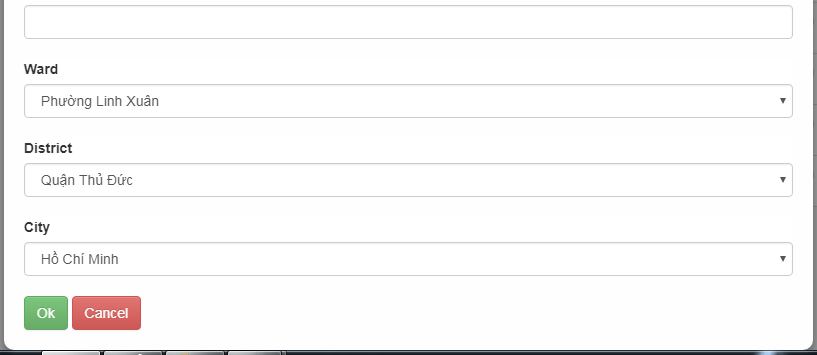 Ward
Phường Linh Xuân
District
Quận Thủ Đức
City
Hồ Chí Minh
Ok Cancel